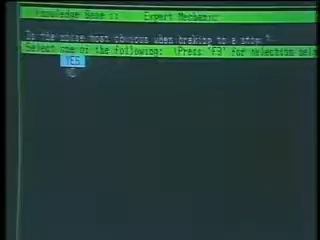 Knowledge Base :: Expert Mechanic
Is the noise most obvious when braking to a stop?
Select one of the following: (Press "F3" for selection help
YES